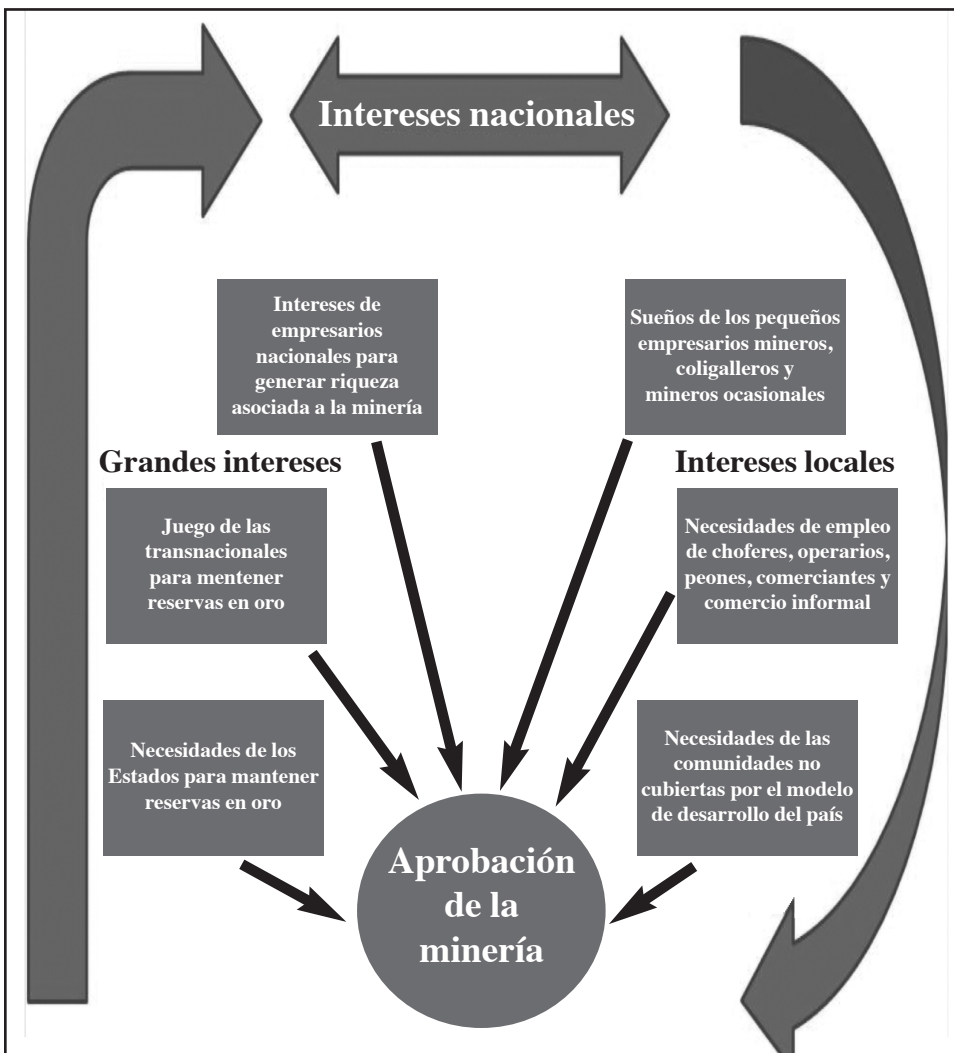 Intereses nacionales
Intereses de
empresarios
nacionales para
generar riqueza
asociada a la minería
Sueños de los pequeños
empresarios mineros,
coligalleros y
mineros ocasionales
Grandes intereses
Intereses locales
Juego de las
transnacionales
para mentener
reservas en oro
Necesidades de empleo
de choferes, operarios,
peones, comerciantes y
comercio informal
Necesidades de los
Estados para mantener
reservas en oro
Necesidades de las
comunidades no
cubiertas por el modelo
de desarrollo del país
Aprobación
de la
minería